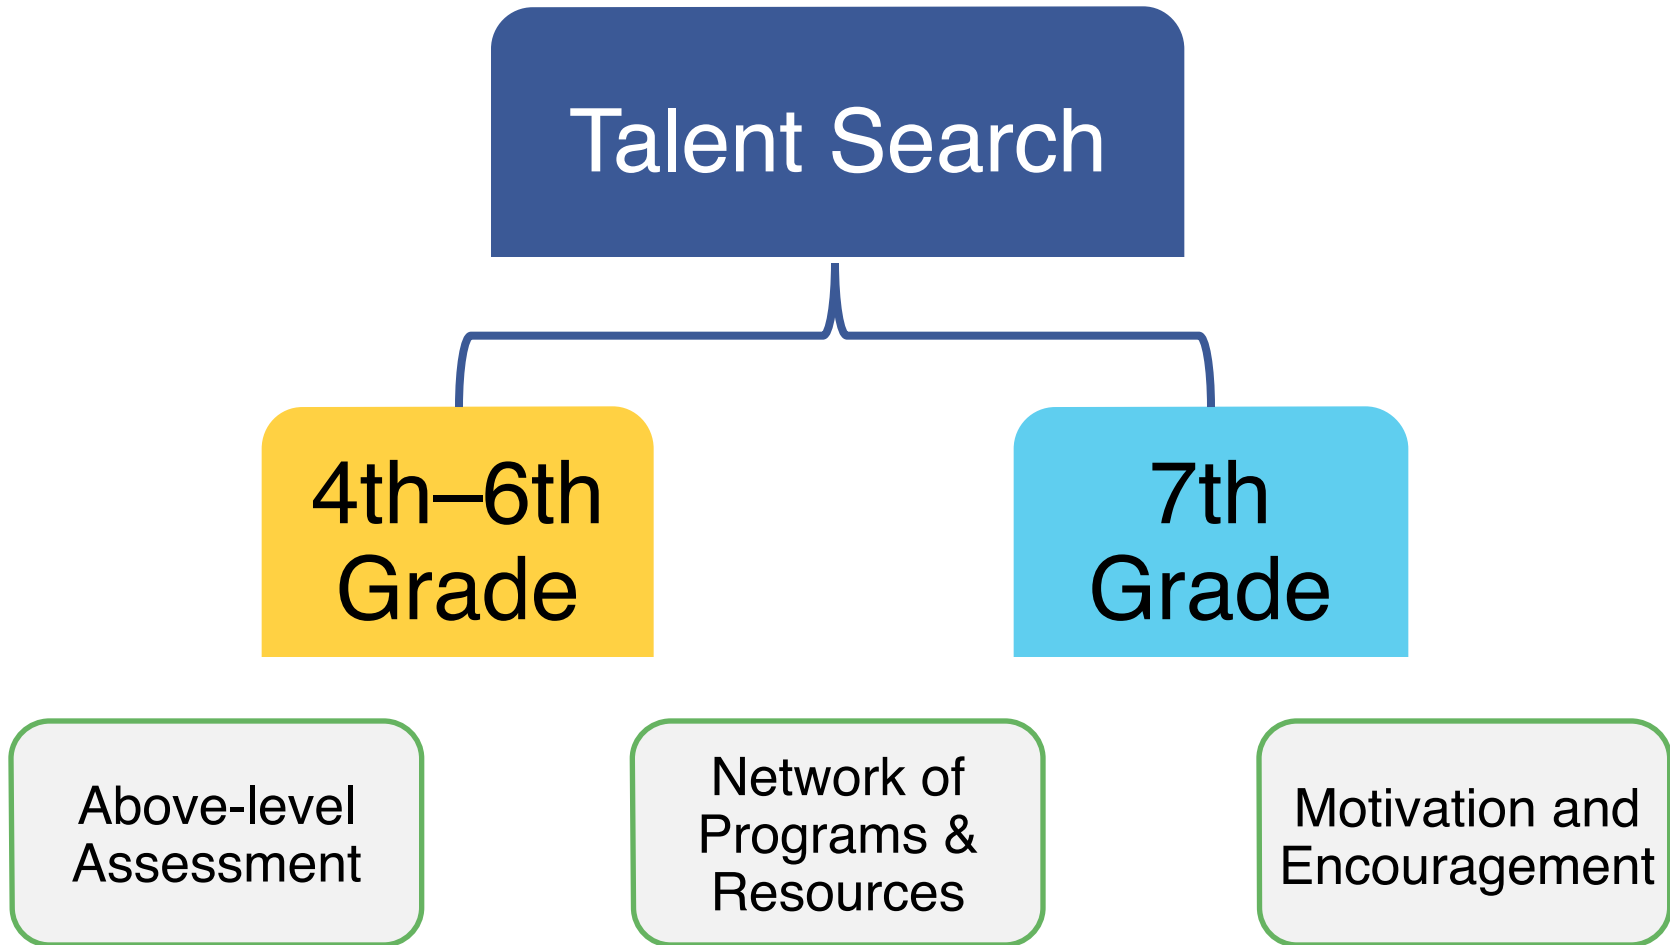 Talent Search
4th–6th
Grade
7th
Grade
Above-level
Assessment
Network of
Programs &
Resources
Motivation and
Encouragement